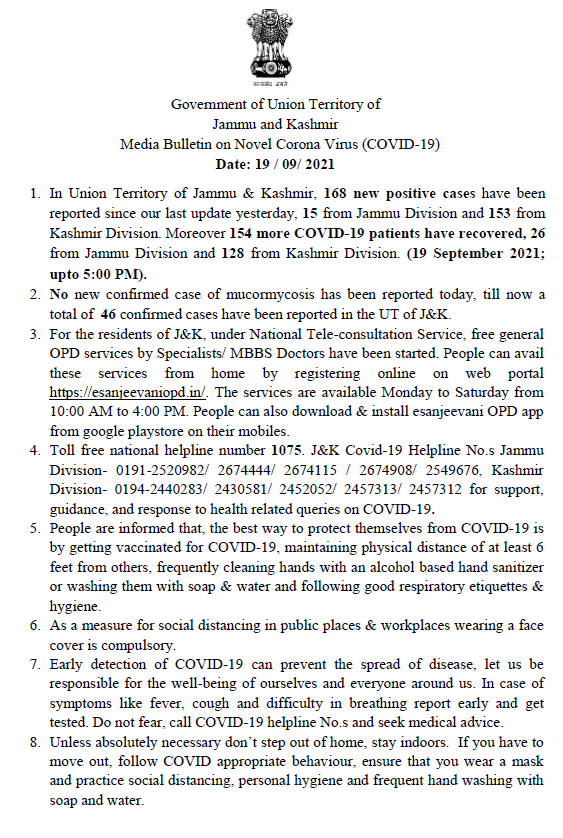 सत्यमेव जयते
Government of Union Territory of
Jammu and Kashmir
Media Bulletin on Novel Corona Virus (COVID-19)
Date: 19 / 09/ 2021
1. In Union Territory of Jammu & Kashmir, 168 new positive cases have been
reported since our last update yesterday, 15 from Jammu Division and 153 from
Kashmir Division. Moreover 154 more COVID-19 patients have recovered, 26
from Jammu Division and 128 from Kashmir Division. (19 September 2021;
upto 5:00 PM).
2. No new confirmed case of mucormycosis has been reported today, till now a
total of 46 confirmed cases have been reported in the UT of J&K.
3. For the residents of J&K, under National Tele-consultation Service, free general
OPD services by Specialists/ MBBS Doctors have been started. People can avail
these services from home by registering online on web portal
https://esanjeevaniopd.in/. The services are available Monday to Saturday from
10:00 AM to 4:00 PM. People can also download & install esanjeevani OPD app
from google playstore on their mobiles.
4. Toll free national helpline number 1075. J&K Covid-19 Helpline No.s Jammu
Division- 0191-2520982/ 2674444/ 2674115 / 2674908/ 2549676, Kashmir
Division- 0194-2440283/ 2430581/ 2452052/ 2457313/ 2457312 for support,
guidance, and response to health related queries on COVID-19.
5. People are informed that, the best way to protect themselves from COVID-19 is
by getting vaccinated for COVID-19, maintaining physical distance of at least 6
feet from others, frequently cleaning hands with an alcohol based hand sanitizer
or washing them with soap & water and following good respiratory etiquettes &
hygiene.
6. As a measure for social distancing in public places & workplaces wearing a face
cover is compulsory.
7. Early detection of COVID-19 can prevent the spread of disease, let us be
responsible for the well-being of ourselves and everyone around us. In case of
symptoms like fever, cough and difficulty in breathing report early and get
tested. Do not fear, call COVID-19 helpline No.s and seek medical advice.
8. Unless absolutely necessary don’t step out of home, stay indoors.  If you have to
move out, follow COVID appropriate behaviour, ensure that you wear a mask
and practice social distancing, personal hygiene and frequent hand washing with
soap and water.